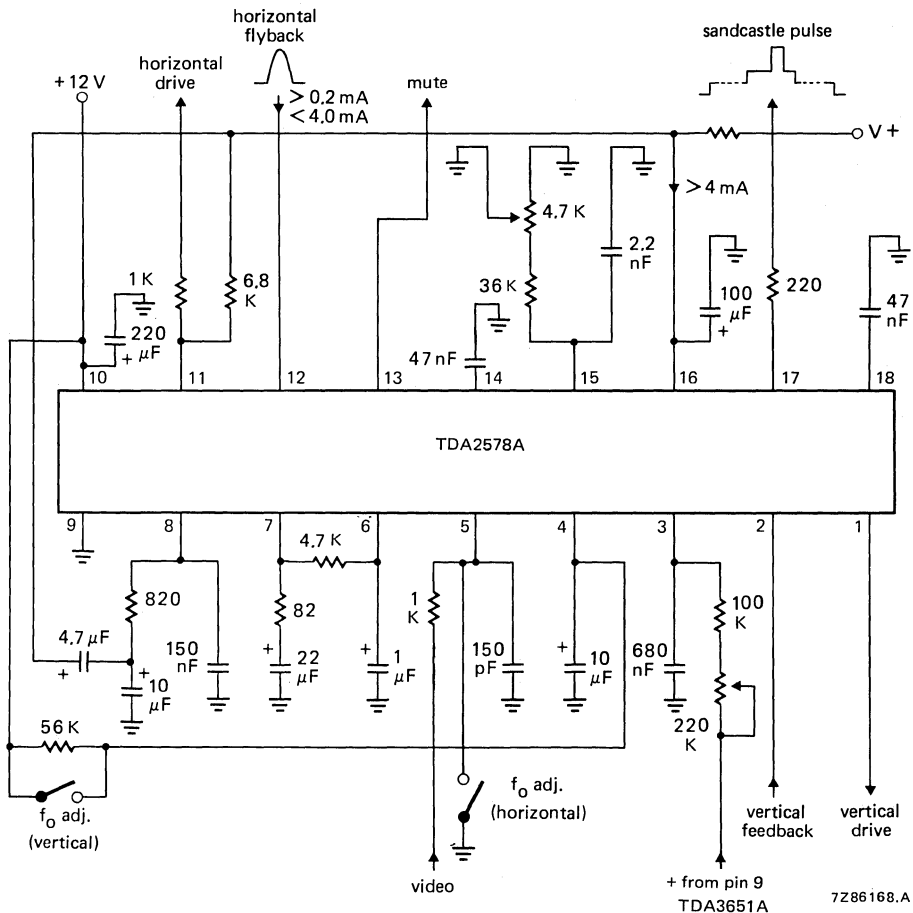 horizontal
flyback
sandcastle pulse
+12 V
horizontal
drive
> 0.2 mA
< 4.0 mA
mute
V+
> 4 mA
4.7 K
2.2
nF
1 K
6.8
K
36K
100
μF
+
220
47
nF
220
μF
+
47 nF
10
11
12
13
14
15
16
17
18
TDA2578A
9
8
7
6
5
4
3
2
1
4.7 K
820
82
1
K
100
K
4.7 μF
+
+
10
μF
150
nF
+
22
μF
+
1
μF
150
pF
+
10
μF
680
nF
220
K
56 K
fo adj.
(vertical)
fo adj.
(horizontal)
vertical
feedback
vertical
drive
video
+ from pin 9
TDA3651A
7Z86168.A